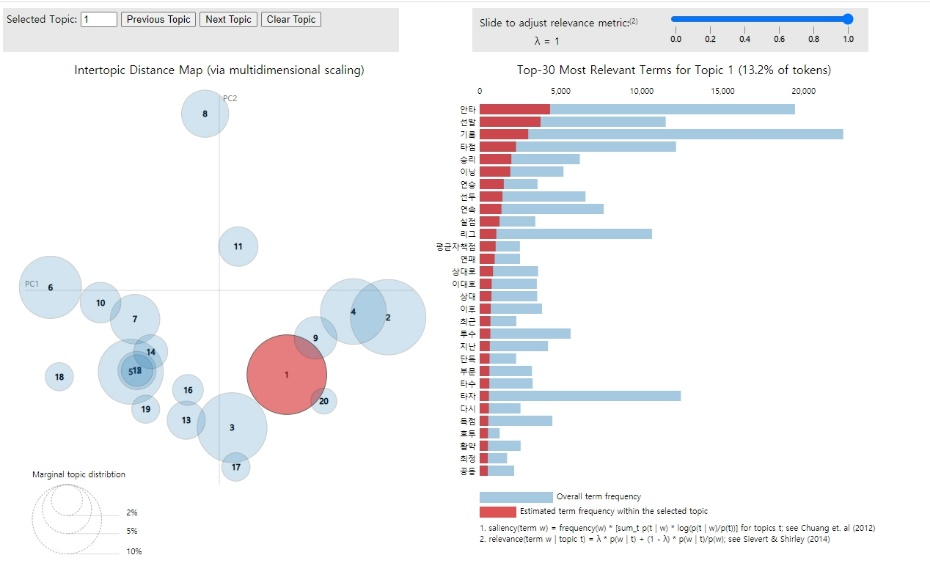 Selected Topic: 1 Previous Topic Next Topic Clear Topic
Slide to adjust relevance metric:(2)
λ = 1
0.0 0.2 0.4 0.6 0.8 1.0
Intertopic Distance Map (via multidimensional scaling)
PC2
PC1
8
11
6
10
7
4
2
9
14
5
18
1
16
20
19
13
3
17
Marginal topic distribtion
2%
5%
10%
Top-30 Most Relevant Terms for Topic 1 (13.2% of tokens)
0 5,000 10,000 15,000 20,000
안타
선발
기록
타점
승리
이닝
연승
선두
연속
실점
리그
평균자책점
연패
상대로
이대호
상대
이후
최근
투수
지난
단독
부문
타수
타자
다시
득점
호투
활약
최정
공동
Overall term frequency
Estimated term frequency within the selected topic
1. saliency(term w) = frequency(w) * [sum_t p(t | w) * log(p(t | w)/p(t))] for topics t; see Chuang et. al (2012)
2. relevance(term w | topic t) = λ * p(w | t) + (1 - λ) * p(w | t)/p(w); see Sievert & Shirley (2014)